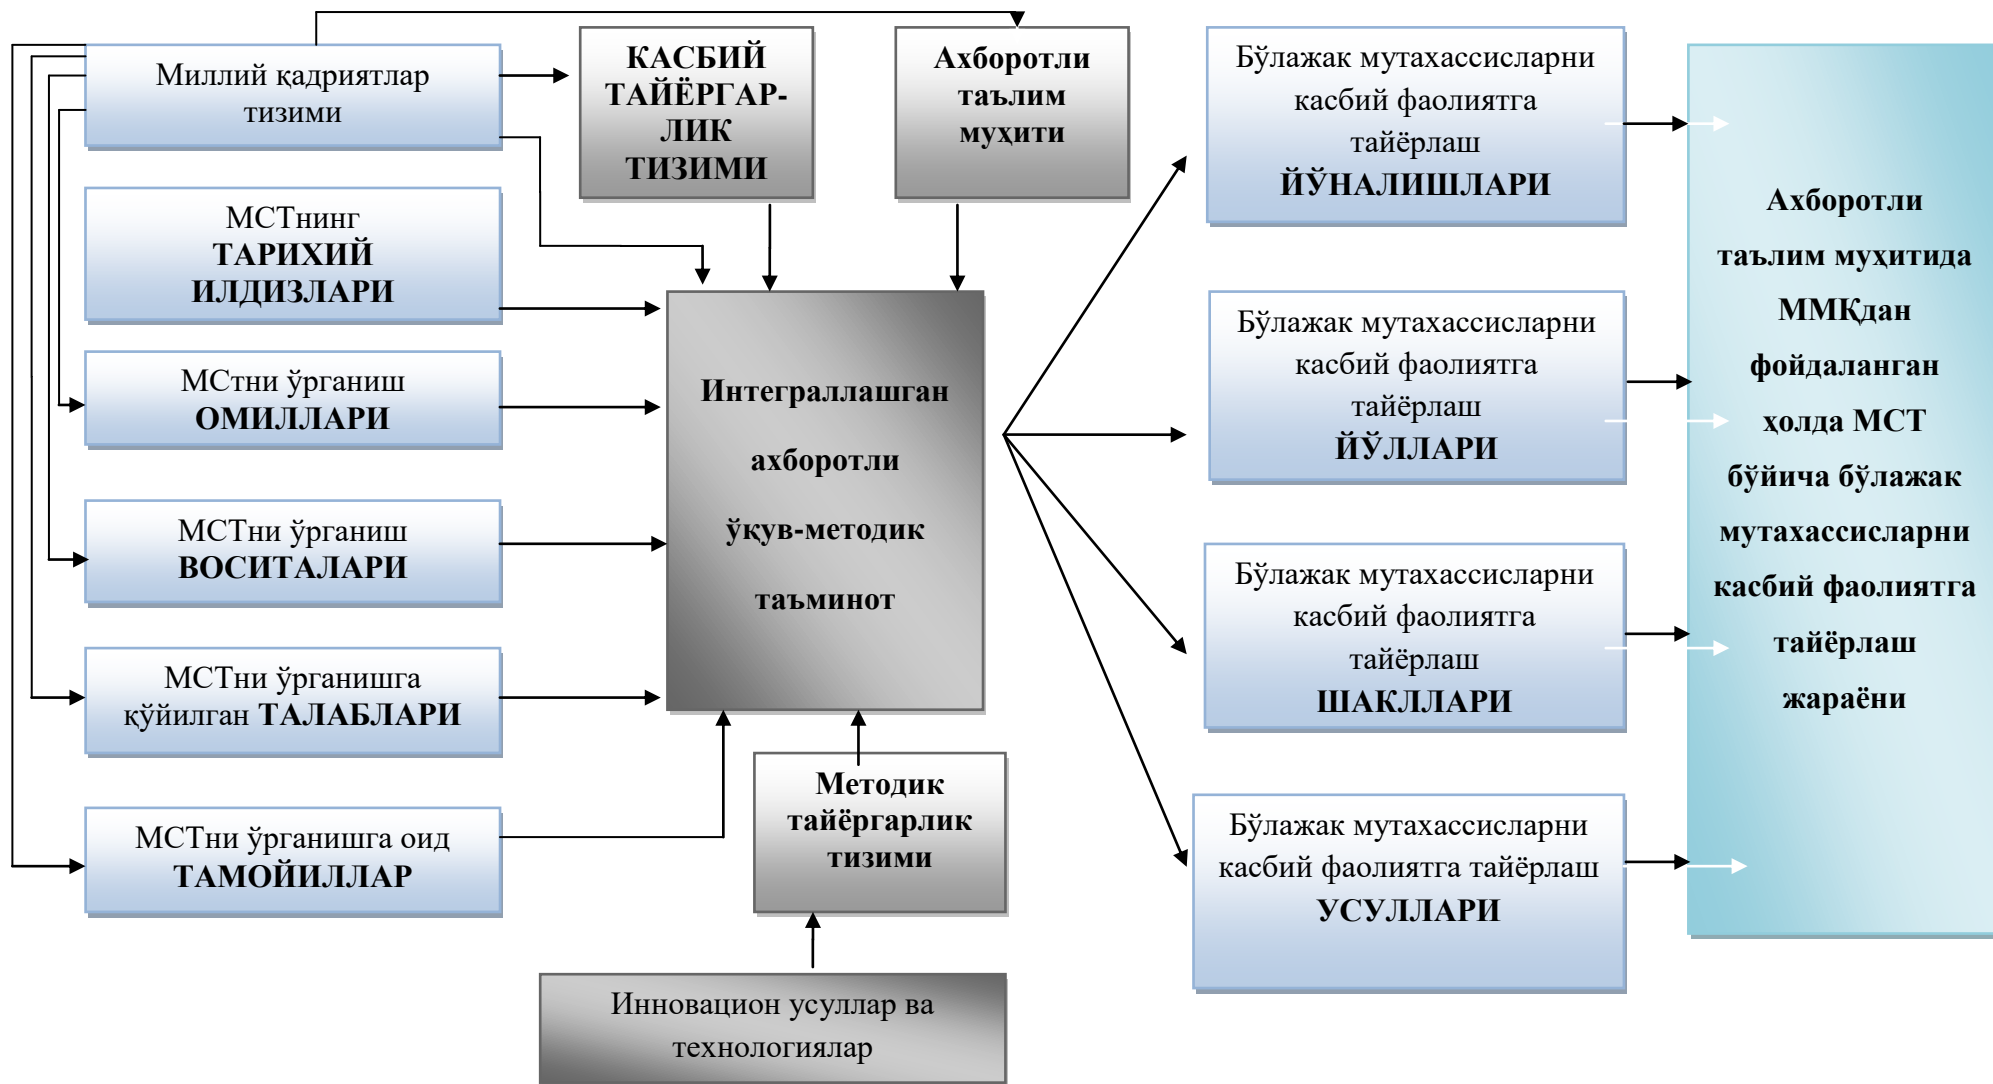 Миллий қадриятлар
тизими
КАСБИЙ
ТАЙЁРГАР-
ЛИК
ТИЗИМИ
Ахборотли
таълим
муҳити
МСТнинг
ТАРИХИЙ
ИЛДИЗЛАРИ
МСтни ўрганиш
ОМИЛЛАРИ
МСТни ўрганиш
ВОСИТАЛАРИ
МСТни ўрганишга
қўйилган ТАЛАБЛАРИ
МСТни ўрганишга оид
ТАМОЙИЛЛАР
Интеграллашган
ахборотли
ўқув-методик
таъминот
Методик
тайёргарлик
тизими
Инновацион усуллар ва
технологиялар
Бўлажак мутахассисларни
касбий фаолиятга
тайёрлаш
ЙЎНАЛИШЛАРИ
Бўлажак мутахассисларни
касбий фаолиятга
тайёрлаш
ЙЎЛЛАРИ
Бўлажак мутахассисларни
касбий фаолиятга
тайёрлаш
ШАКЛЛАРИ
Бўлажак мутахассисларни
касбий фаолиятга тайёрлаш
УСУЛЛАРИ
Ахборотли
таълим муҳитида
ММҚдан
фойдаланган
ҳолда МСТ
бўйича бўлажак
мутахассисларни
касбий фаолиятга
тайёрлаш
жараёни